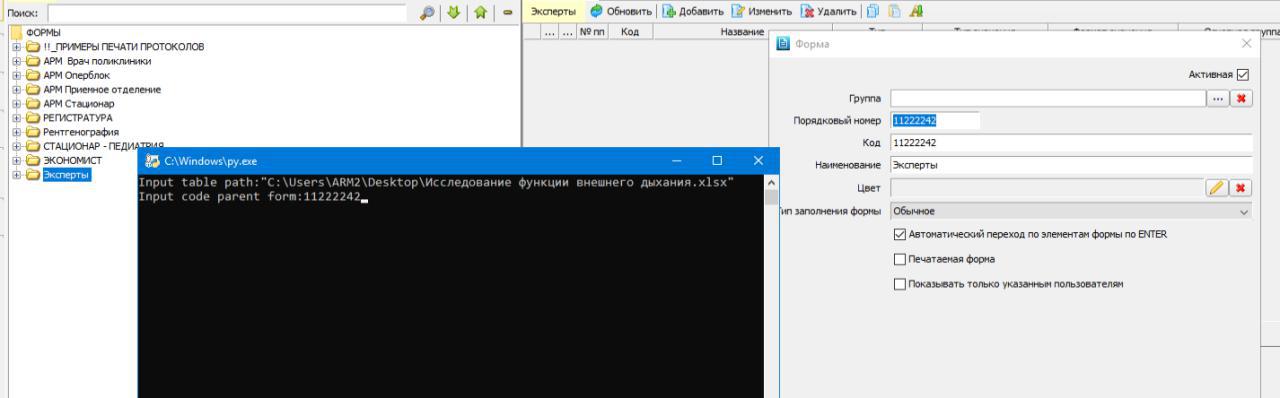 Поиск:
ФОРМЫ
!!_ПРИМЕРЫ ПЕЧАТИ ПРОТОКОЛОВ
АРМ Врач поликлиники
АРМ Оперблок
АРМ Приемное отделение
АРМ Стационар
РЕГИСТРАТУРА
Рентгенография
СТАЦИОНАР - ПЕДИАТРИЯ
ЭКОНОМИСТ
Эксперты
Эксперты Обновить Добавить Изменить Удалить
... ... № пп Код Название
C:\Windows\py.exe
Input table path:"C:\Users\ARM2\Desktop\Исследование функции внешнего дыхания.xlsx"
Input code parent form:11222242
Форма
Активная
Группа ...
Порядковый номер 11222242
Код 11222242
Наименование Эксперты
Цвет
Тип заполнения формы Обычное
Автоматический переход по элементам формы по ENTER
Печатаемая форма
Показывать только указанным пользователям